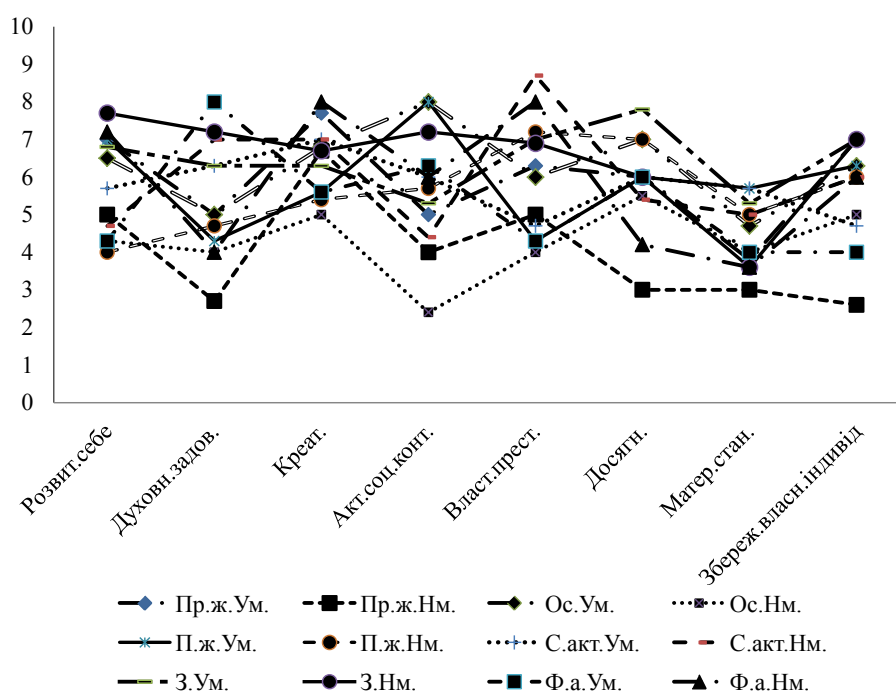 10
9
8
7
6
5
4
3
2
1
0
Розвит.себе
Духовн.задов.
Креат.
Акт.соц.конт.
Власт.прест.
Досягн.
Матер.стан.
Збереж.власн.індивід
Пр.ж.Ум. Пр.ж.Нм. Ос.Ум. Ос.Нм.
П.ж.Ум. П.ж.Нм. С.акт.Ум. С.акт.Нм.
З.Ум. З.Нм. Ф.а.Ум. Ф.а.Нм.